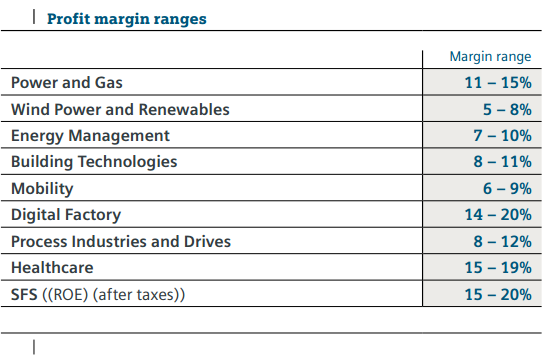 Profit margin ranges
Margin range
Power and Gas 11 – 15%
Wind Power and Renewables 5 – 8%
Energy Management 7 – 10%
Building Technologies 8 – 11%
Mobility 6 – 9%
Digital Factory 14 – 20%
Process Industries and Drives 8 – 12%
Healthcare 15 – 19%
SFS ((ROE) (after taxes)) 15 – 20%